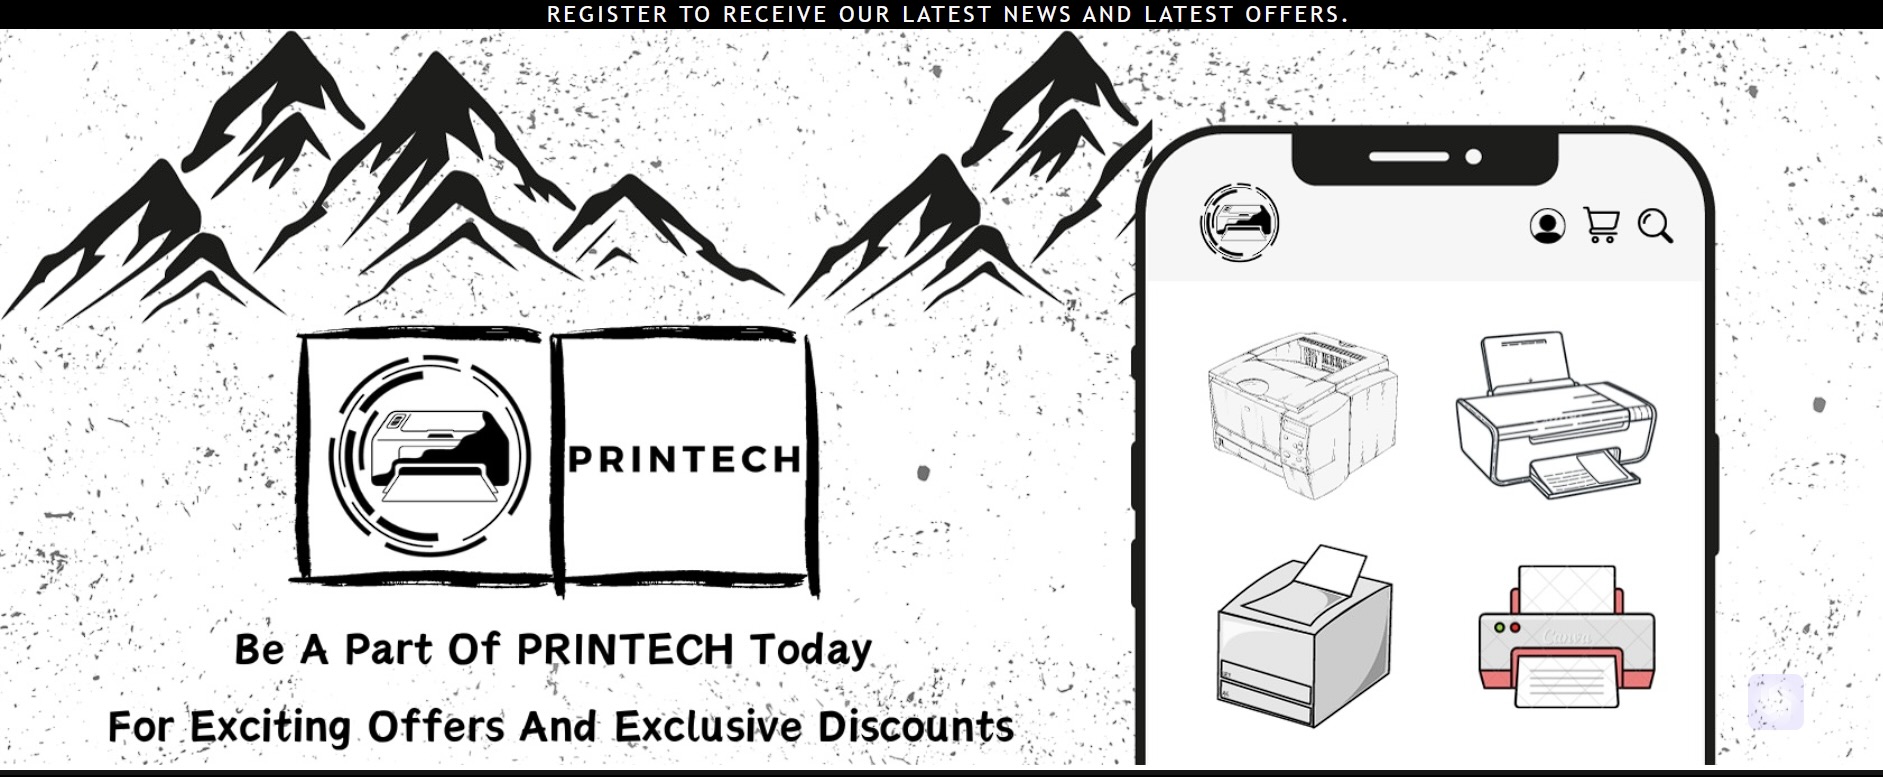 REGISTER TO RECEIVE OUR LATEST NEWS AND LATEST OFFERS.
PRINTECH
Be A Part Of PRINTECH Today
For Exciting Offers And Exclusive Discounts
Canva